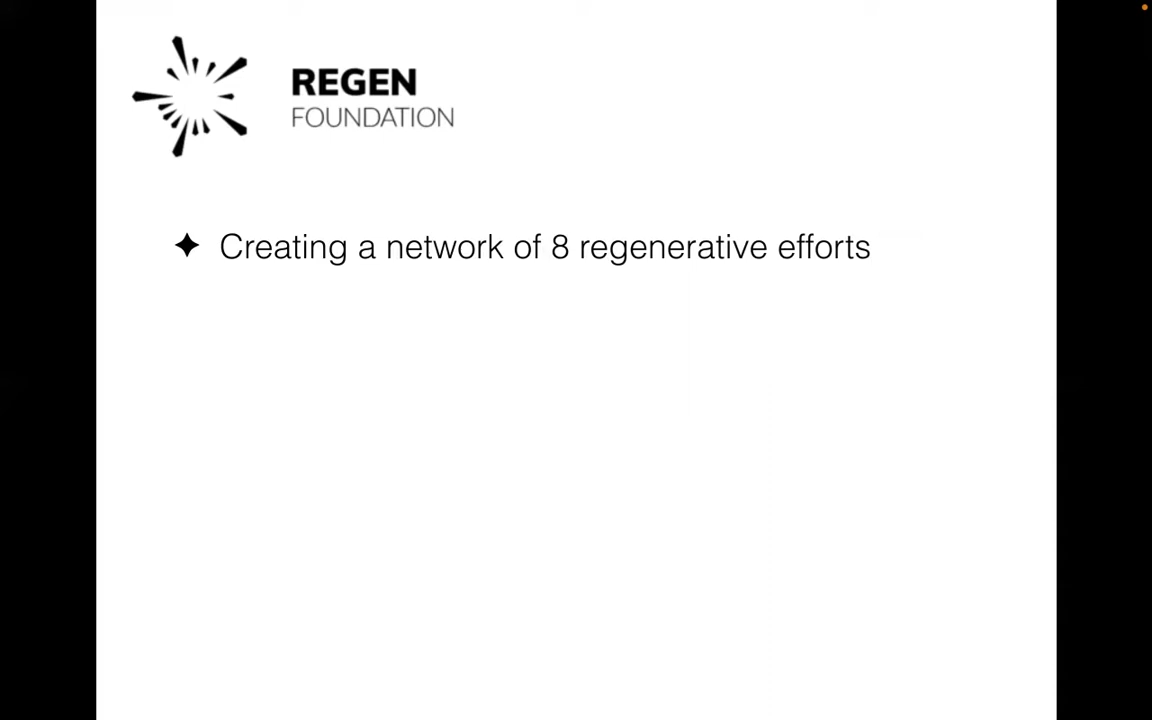 REGEN
FOUNDATION
✦ Creating a network of 8 regenerative efforts